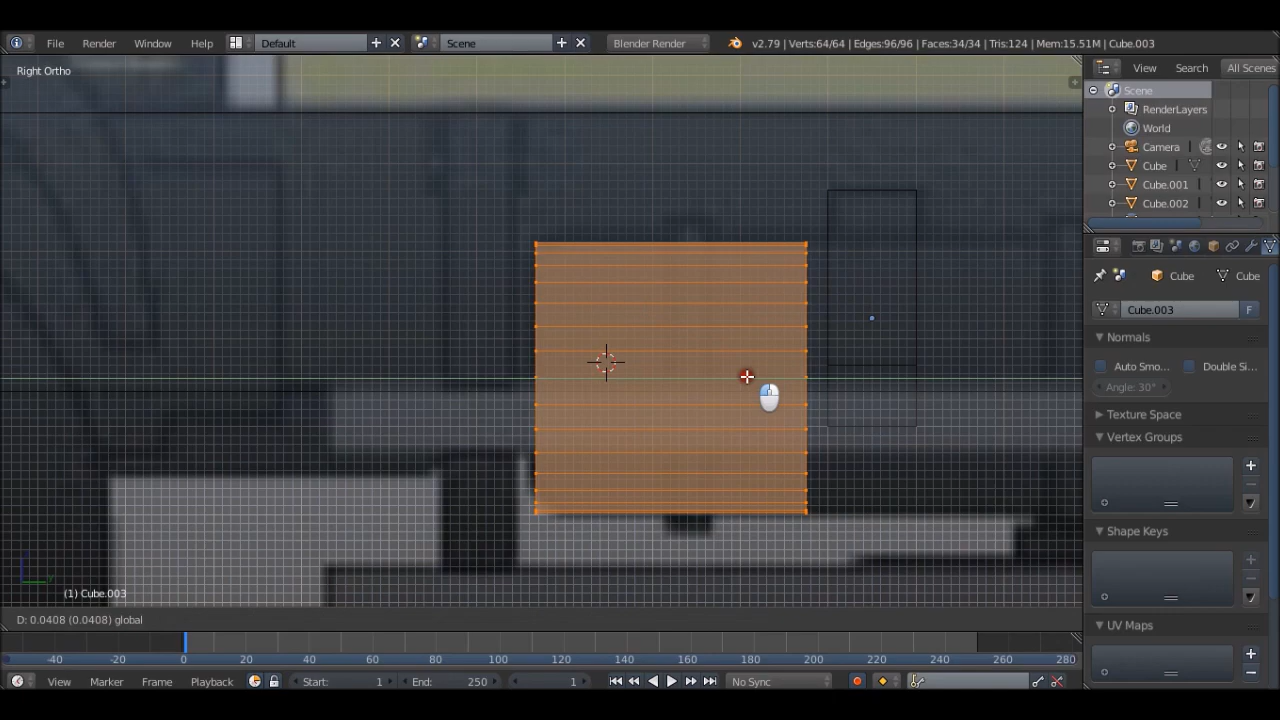 File Render Window Help Default Scene Blender Render v2.79 | Verts:64/64 | Edges:96/96 | Faces:34/34 | Tris:124 | Mem:15.51M | Cube.003
Right Ortho
View Search All Scenes
Scene
RenderLayers
World
Camera
Cube
Cube.001
Cube.002
Cube Cube
Cube.003 F
Normals
Auto Smo... Double Si...
Angle: 30°
Texture Space
Vertex Groups
Shape Keys
UV Maps
(1) Cube.003
D: 0.0408 (0.0408) global
-40 -20 0 20 40 60 80 100 120 140 160 180 200 220 240 260 280
View Marker Frame Playback Start: 1 End: 250 1 No Sync